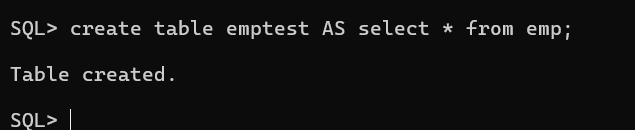 SQL> create table emptest AS select * from emp;
Table created.
SQL>